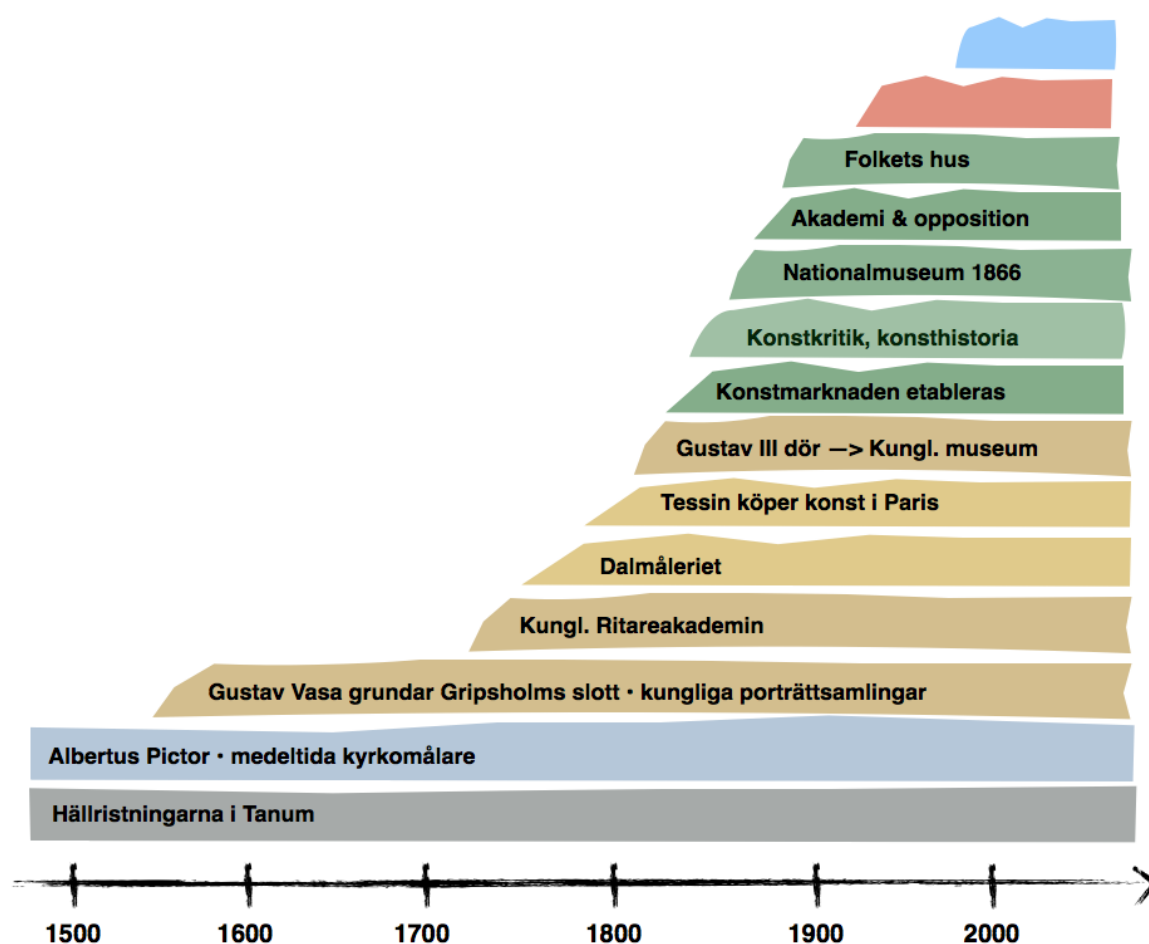 Folkets hus
Akademi & opposition
Nationalmuseum 1866
Konstkritik, konsthistoria
Konstmarknaden etableras
Gustav III dör —> Kungl. museum
Tessin köper konst i Paris
Dalmåleriet
Kungl. Ritareakademin
Gustav Vasa grundar Gripsholms slott • kungliga porträttsamlingar
Albertus Pictor • medeltida kyrkomålare
Hällristningarna i Tanum
1500 1600 1700 1800 1900 2000